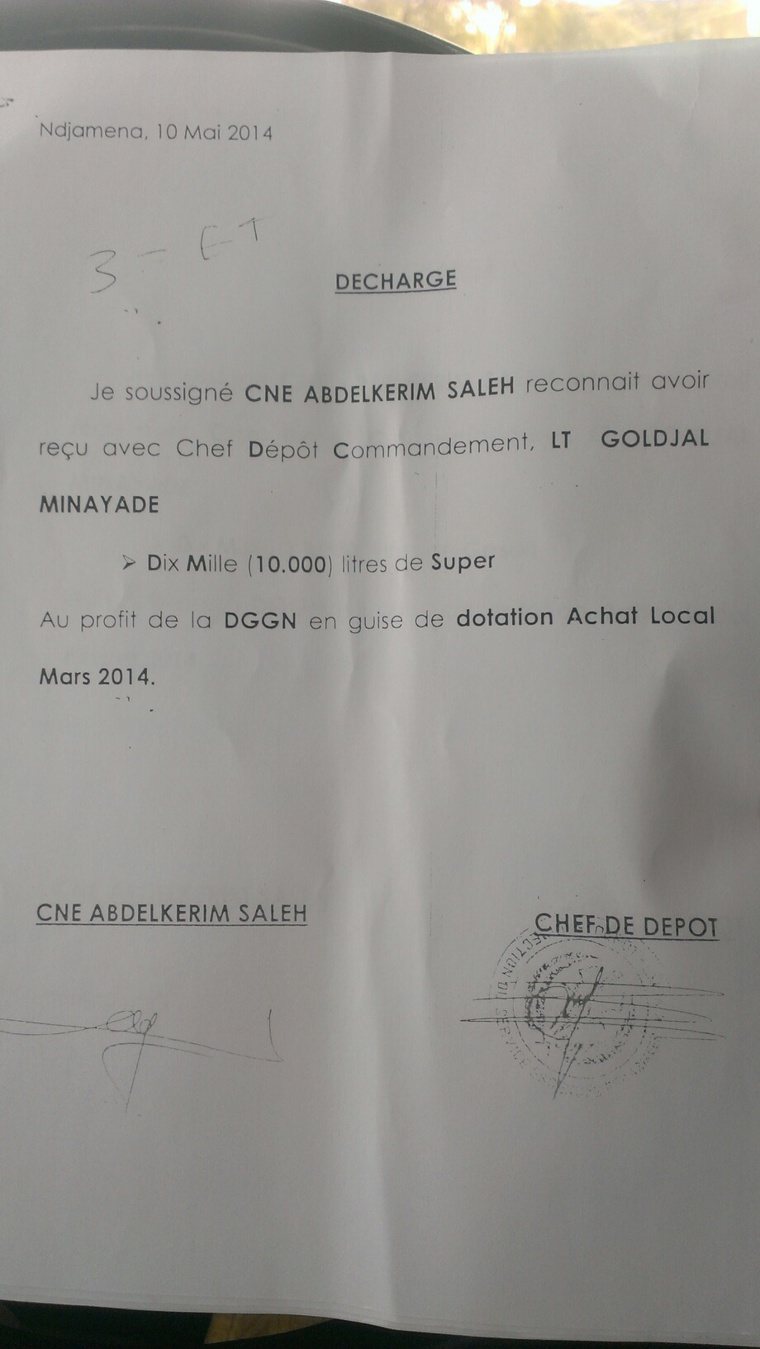 Ndjamena, 10 Mai 2014
DECHARGE
Je soussigné CNE ABDELKERIM SALEH reconnait avoir
reçu avec Chef Dépôt Commandement, LT GOLDJAL
MINAYADE
➢ Dix Mille (10.000) litres de Super
Au profit de la DGGN en guise de dotation Achat Local
Mars 2014.
CNE ABDELKERIM SALEH
CHEF DE DEPOT